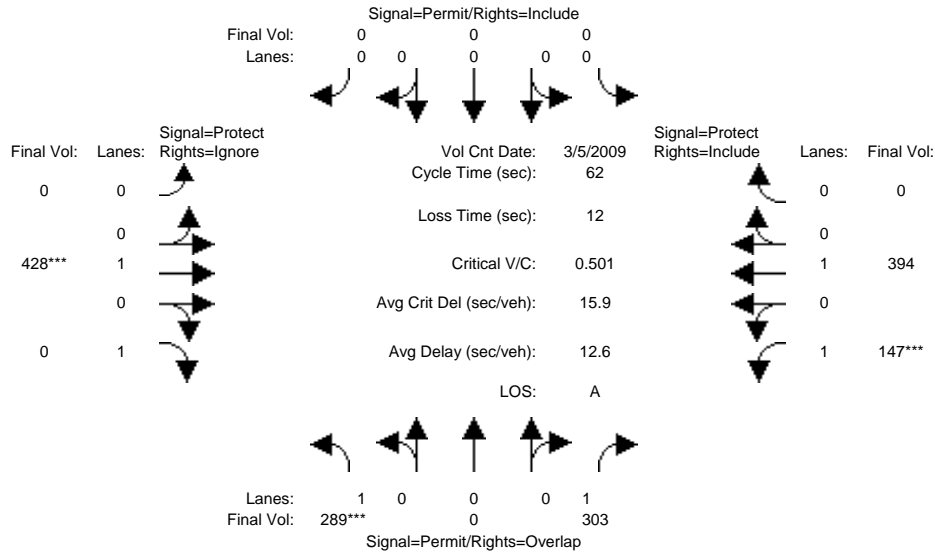 Signal=Permit/Rights=Include
Final Vol: 0 0 0
Lanes: 0 0 0 0 0
Signal=Protect Signal=Protect
Final Vol: Lanes: Rights=Ignore Vol Cnt Date: 3/5/2009 Rights=Include Lanes: Final Vol:
Cycle Time (sec): 62
0 0 0 0
Loss Time (sec): 12
0 0
428*** 1 Critical V/C: 0.501 1 394
0 Avg Crit Del (sec/veh): 15.9 0
0 1 Avg Delay (sec/veh): 12.6 1 147***
LOS: A
Lanes: 1 0 0 0 1
Final Vol: 289*** 0 303
Signal=Permit/Rights=Overlap